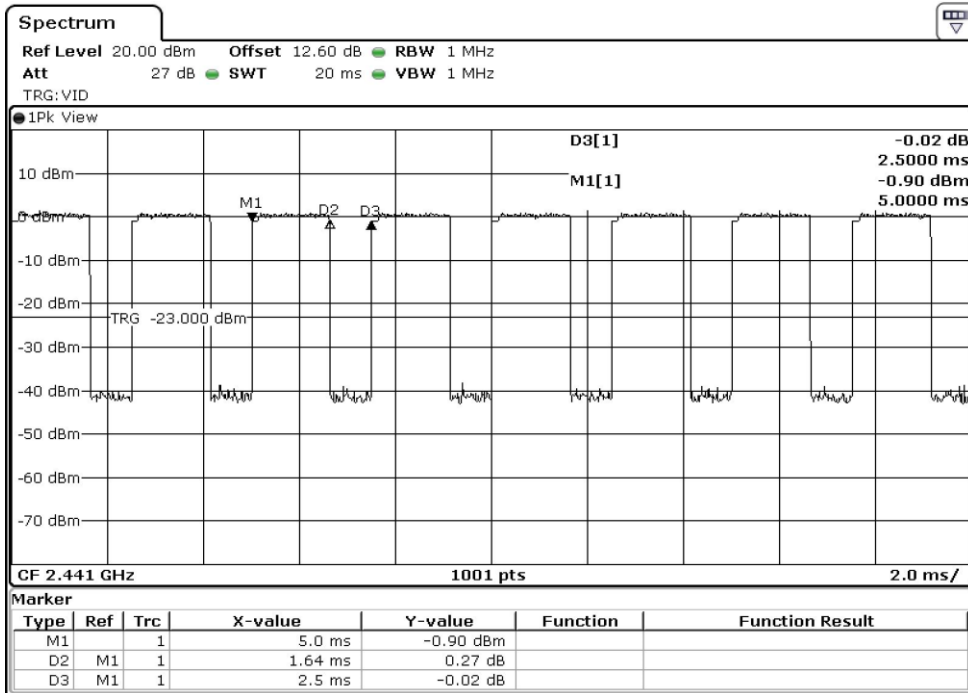 Spectrum
Ref Level 20.00 dBm Offset 12.60 dB RBW 1 MHz
Att 27 dB SWT 20 ms VBW 1 MHz
TRG:VID
1Pk View
D3[1] -0.02 dB
2.5000 ms
10 dBm
M1[1] -0.90 dBm
5.0000 ms
M1 D2 D3
0 dBm
-10 dBm
-20 dBm
TRG -23.000 dBm
-30 dBm
-40 dBm
-50 dBm
-60 dBm
-70 dBm
CF 2.441 GHz 1001 pts 2.0 ms/
Marker
Type Ref Trc X-value Y-value Function Function Result
M1 1 5.0 ms -0.90 dBm
D2 M1 1 1.64 ms 0.27 dB
D3 M1 1 2.5 ms -0.02 dB